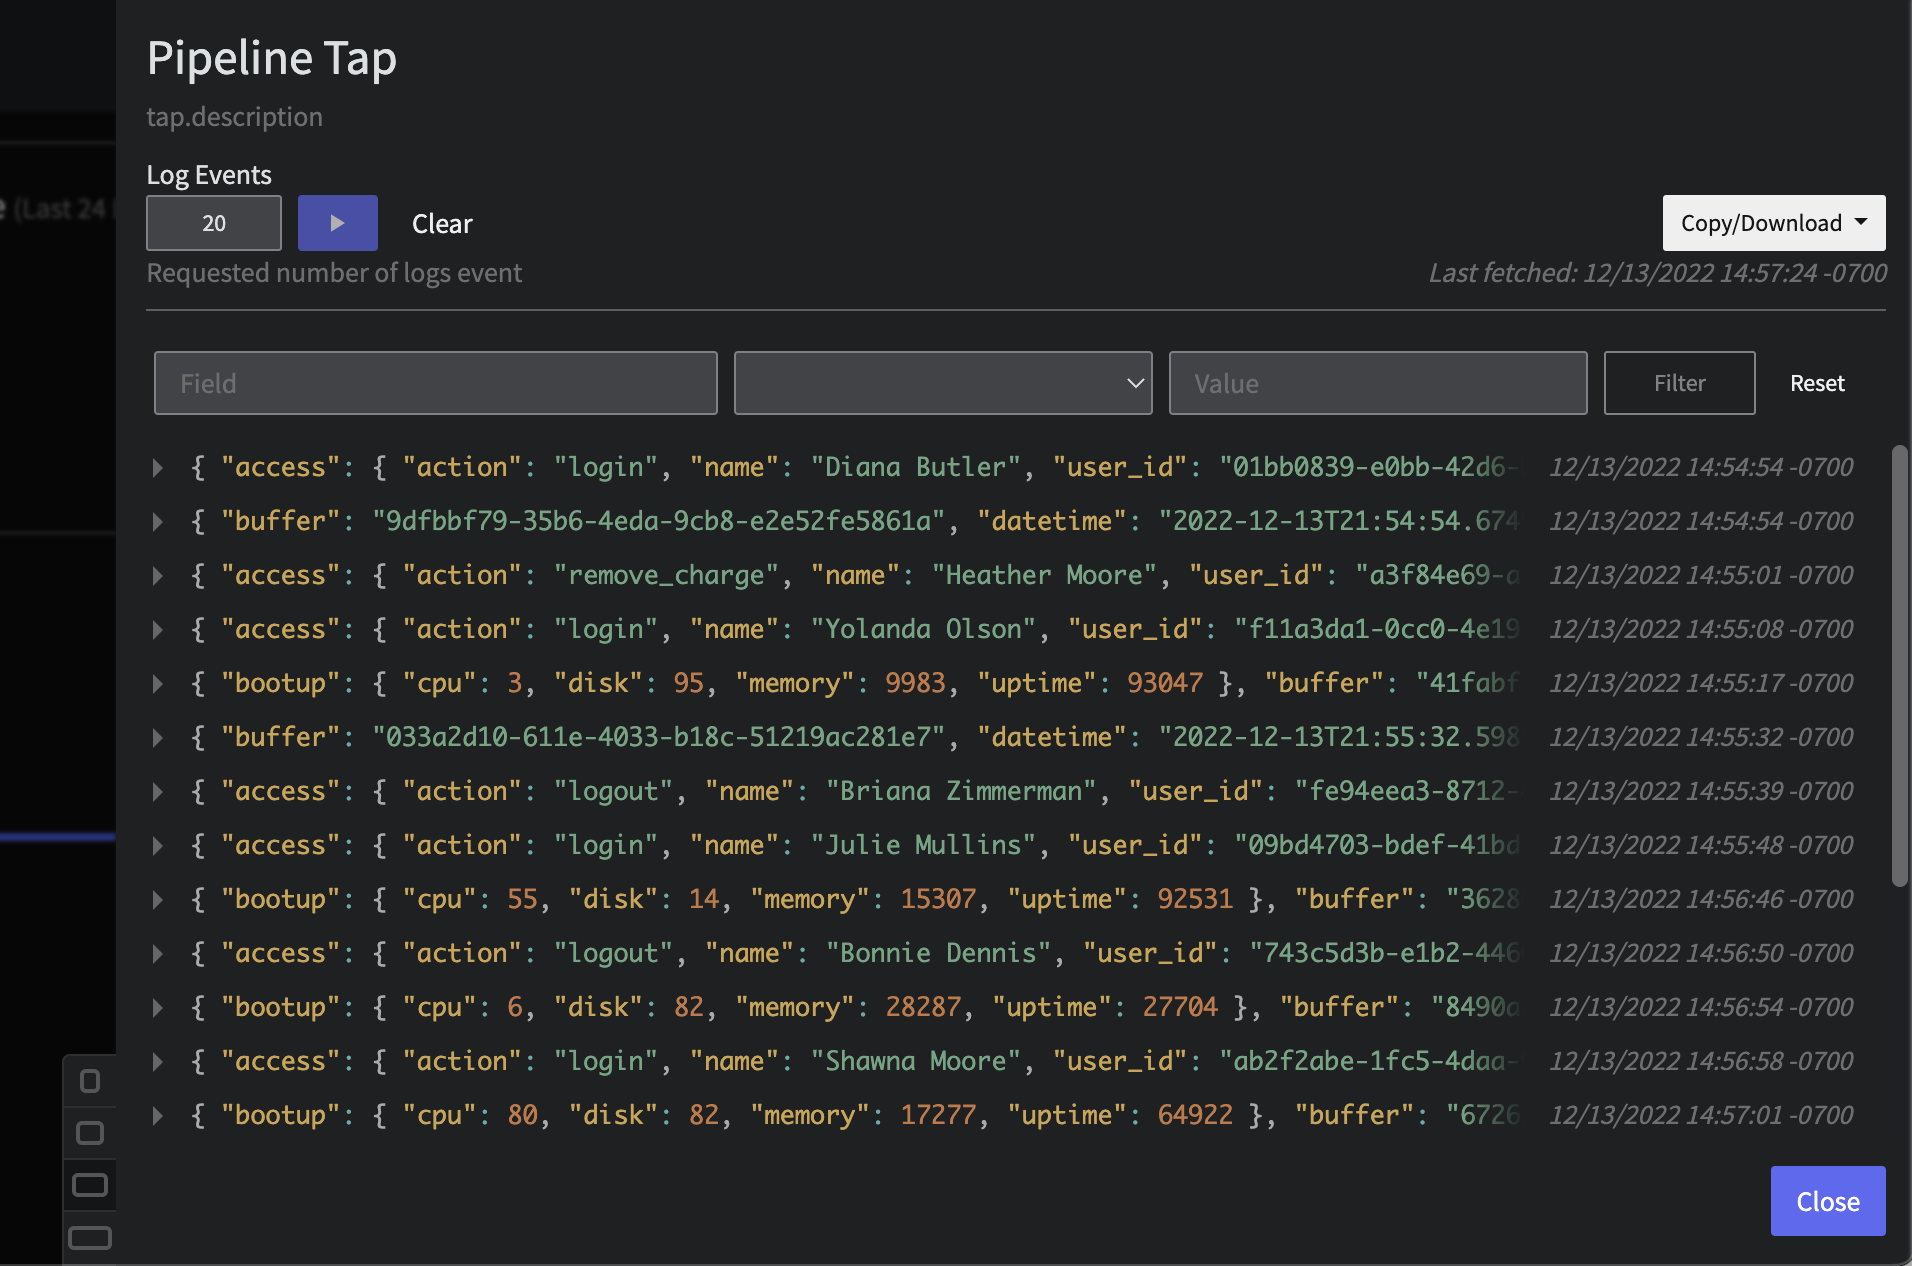 Pipeline Tap
tap.description
(Last 24
Log Events
20
Clear
Copy/Download
Requested number of logs event
Last fetched: 12/13/2022 14:57:24 -0700
Field
Value
Filter
Reset
{ "access": { "action": "login", "name": "Diana Butler", "user_id": "01bb0839-e0bb-42d6- 12/13/2022 14:54:54 -0700
{ "buffer": "9dfbbf79-35b6-4eda-9cb8-e2e52fe5861a", "datetime": "2022-12-13T21:54:54.674 12/13/2022 14:54:54 -0700
{ "access": { "action": "remove_charge", "name": "Heather Moore", "user_id": "a3f84e69-a 12/13/2022 14:55:01 -0700
{ "access": { "action": "login", "name": "Yolanda Olson", "user_id": "f11a3da1-0cc0-4e19 12/13/2022 14:55:08 -0700
{ "bootup": { "cpu": 3, "disk": 95, "memory": 9983, "uptime": 93047 }, "buffer": "41fabf 12/13/2022 14:55:17 -0700
{ "buffer": "033a2d10-611e-4033-b18c-51219ac281e7", "datetime": "2022-12-13T21:55:32.598 12/13/2022 14:55:32 -0700
{ "access": { "action": "logout", "name": "Briana Zimmerman", "user_id": "fe94eea3-8712- 12/13/2022 14:55:39 -0700
{ "access": { "action": "login", "name": "Julie Mullins", "user_id": "09bd4703-bdef-41bd 12/13/2022 14:55:48 -0700
{ "bootup": { "cpu": 55, "disk": 14, "memory": 15307, "uptime": 92531 }, "buffer": "3628 12/13/2022 14:56:46 -0700
{ "access": { "action": "logout", "name": "Bonnie Dennis", "user_id": "743c5d3b-e1b2-446 12/13/2022 14:56:50 -0700
{ "bootup": { "cpu": 6, "disk": 82, "memory": 28287, "uptime": 27704 }, "buffer": "8490a 12/13/2022 14:56:54 -0700
{ "access": { "action": "login", "name": "Shawna Moore", "user_id": "ab2f2abe-1fc5-4daa- 12/13/2022 14:56:58 -0700
{ "bootup": { "cpu": 80, "disk": 82, "memory": 17277, "uptime": 64922 }, "buffer": "6726 12/13/2022 14:57:01 -0700
Close